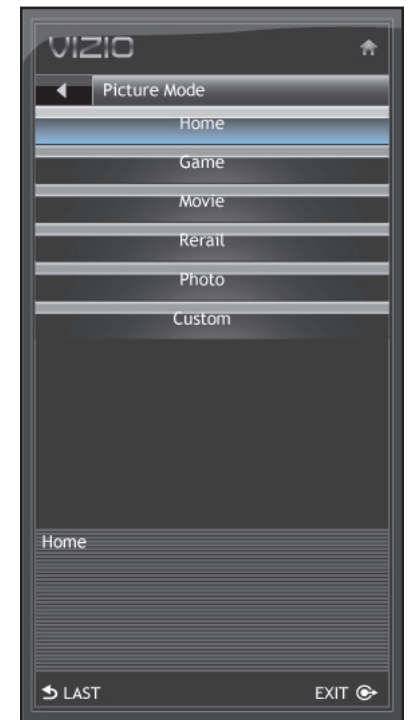 VIZIO
Picture Mode
Home
Game
Movie
Rerail
Photo
Custom
Home
LAST
EXIT